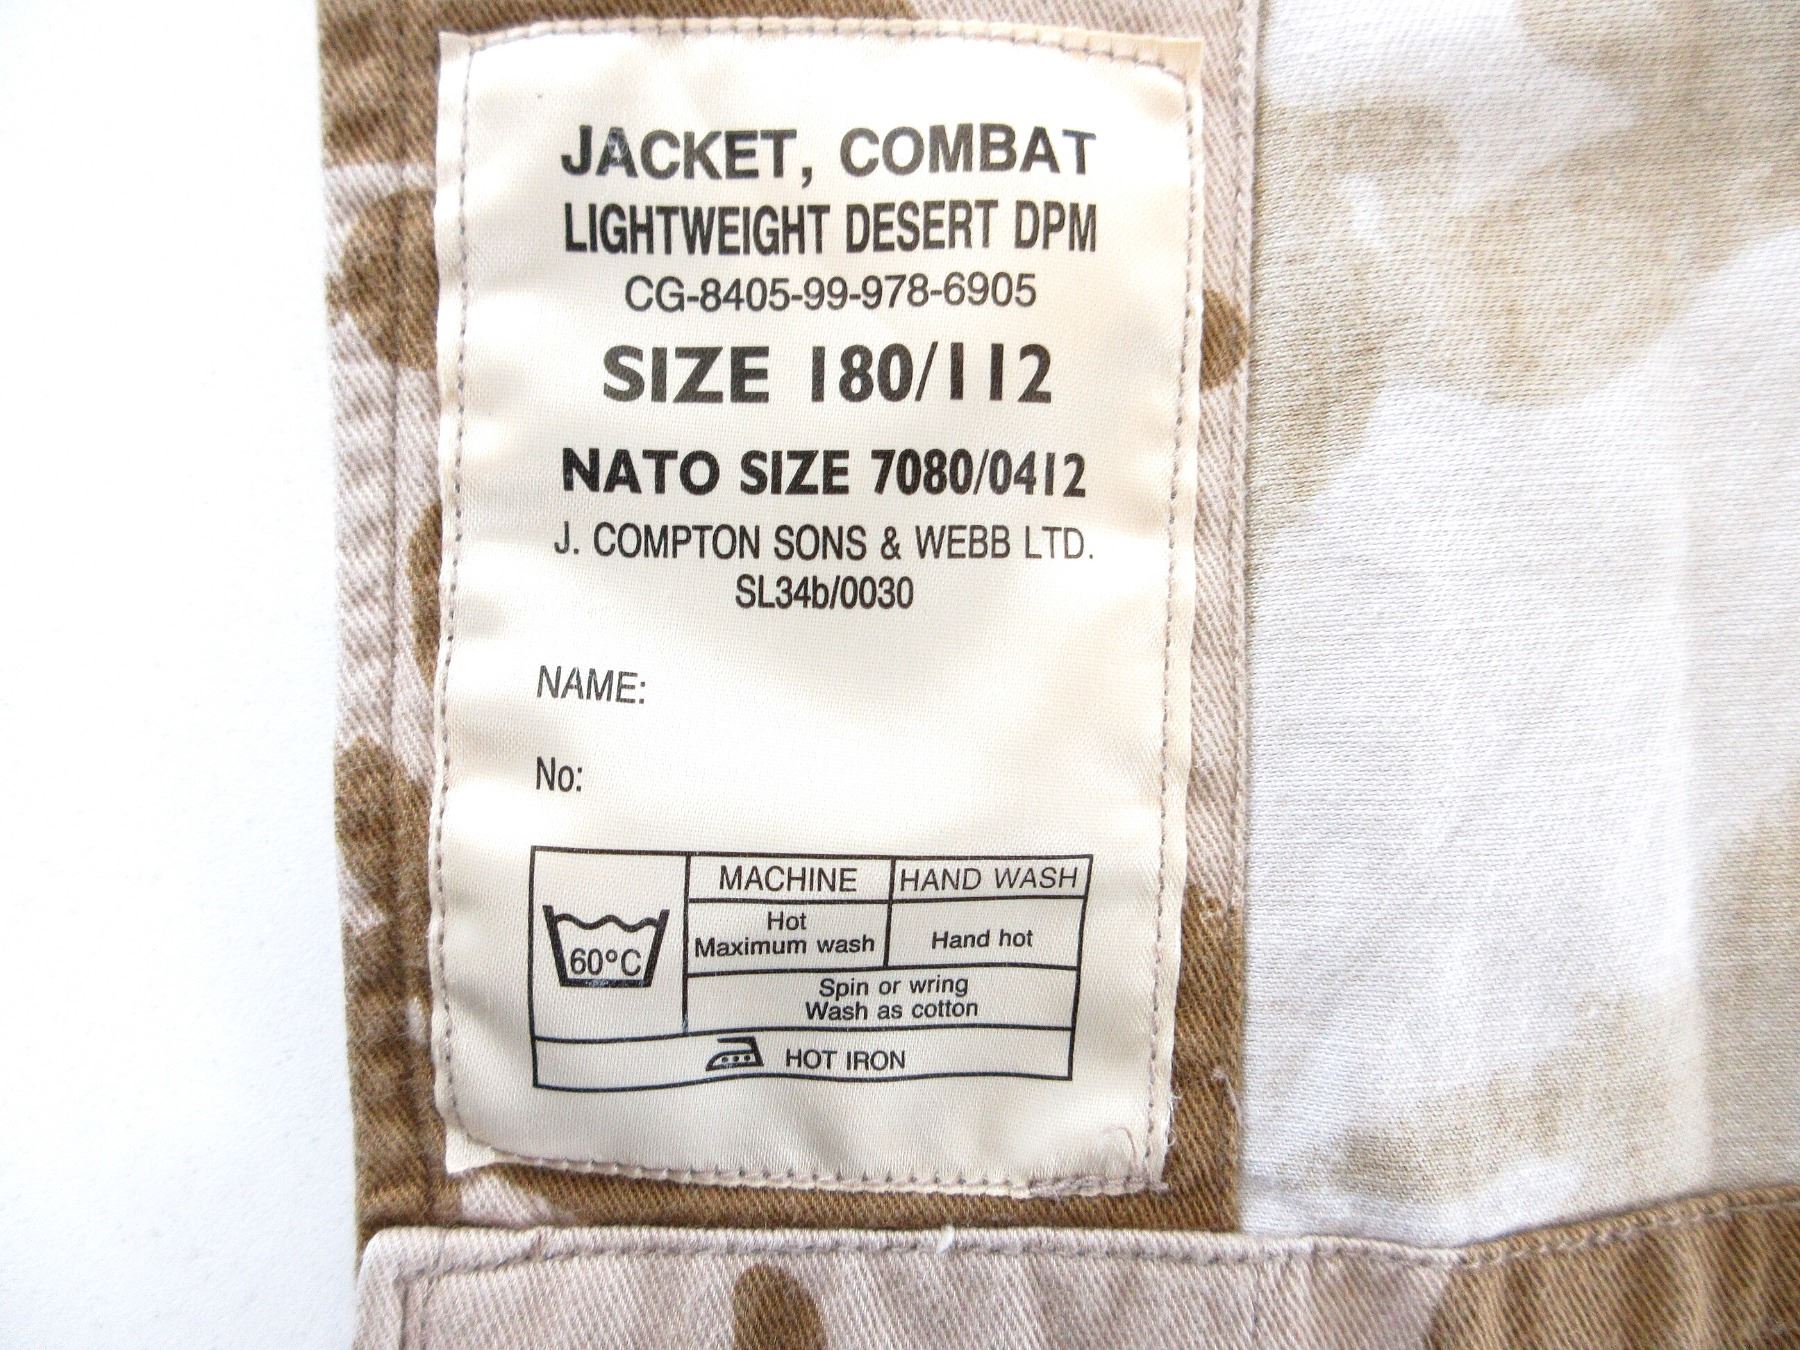 JACKET, COMBAT
LIGHTWEIGHT DESERT DPM
CG-8405-99-978-6905
SIZE 180/112
NATO SIZE 7080/0412
J. COMPTON SONS & WEBB LTD.
SL34b/0030
NAME:
No:
MACHINE HAND WASH
60°C
Hot
Maximum wash
Hand hot
Spin or wring
Wash as cotton
HOT IRON